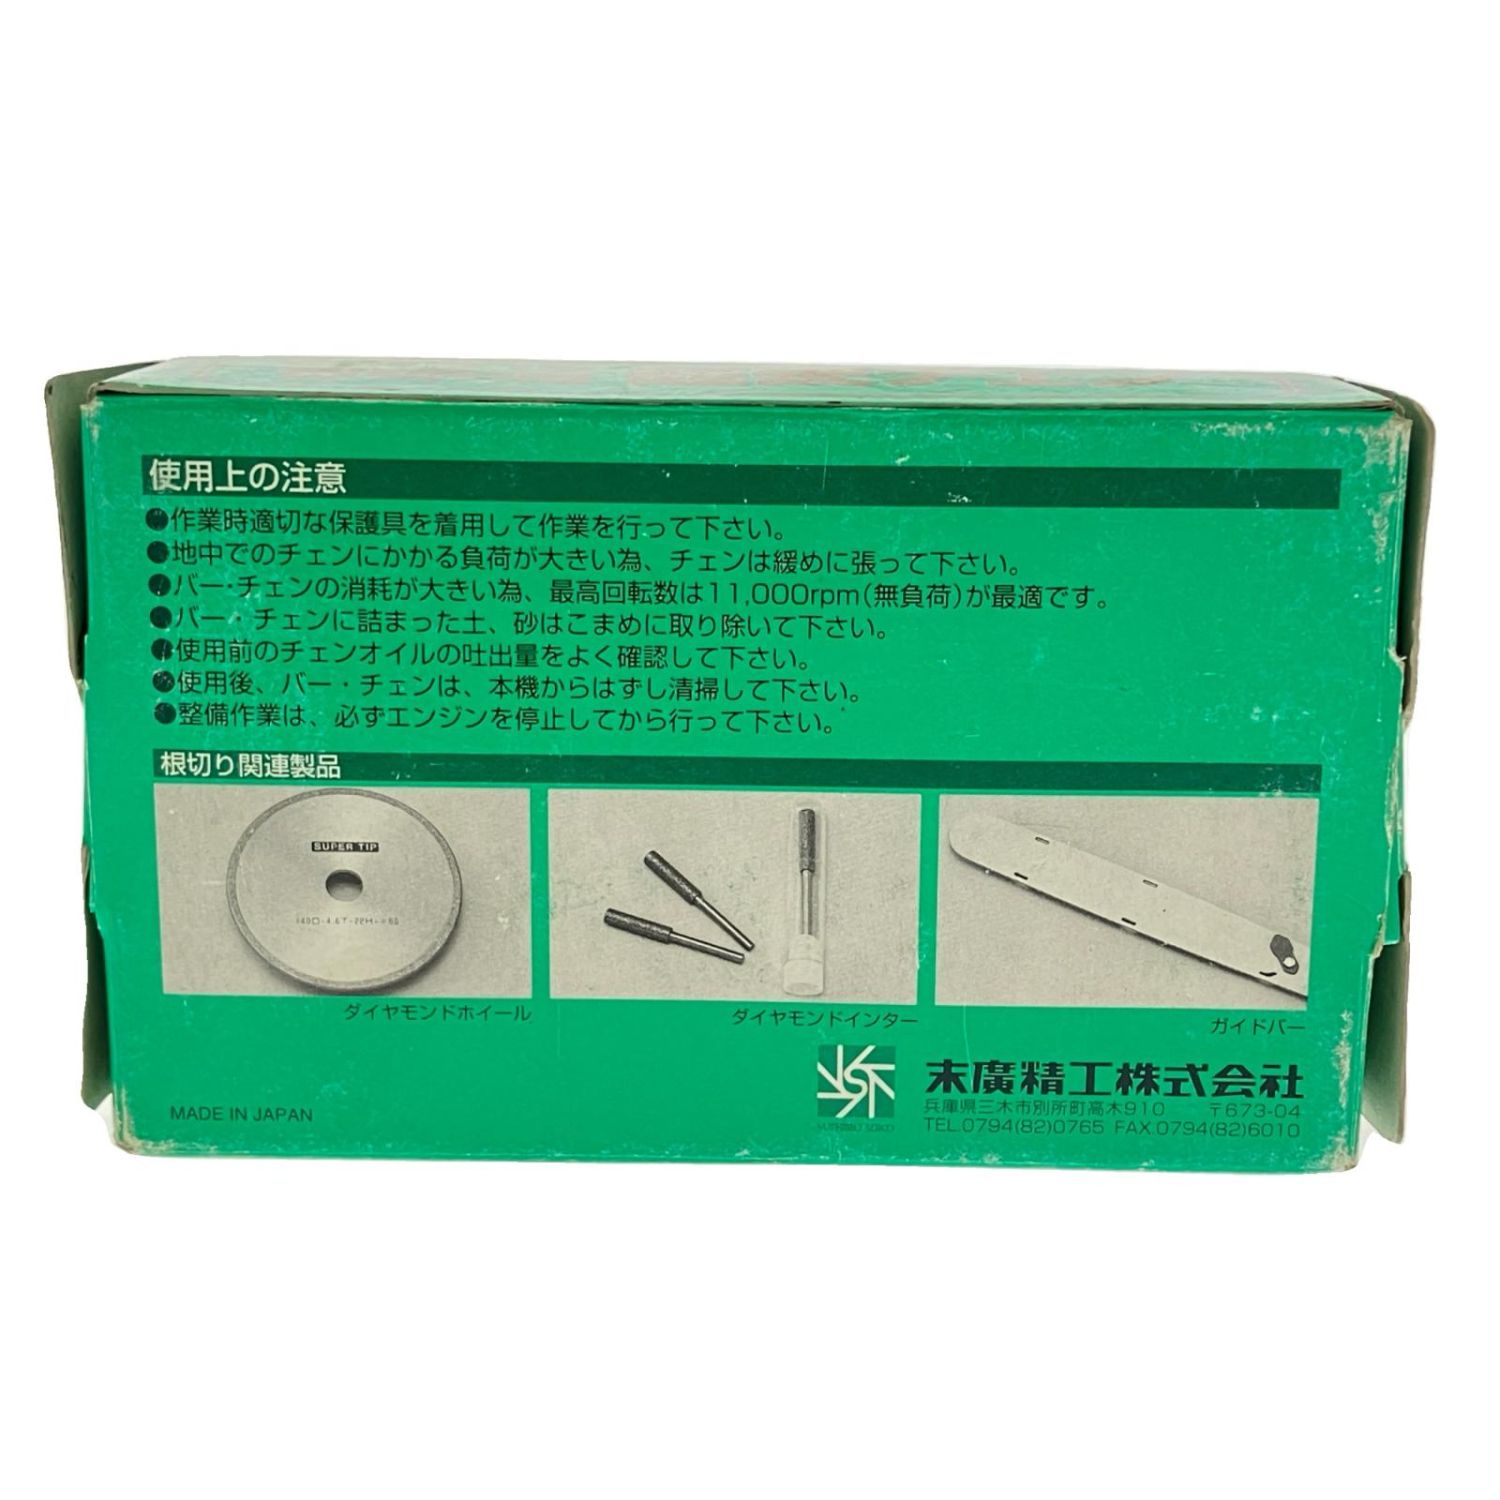 使用上の注意
●作業時適切な保護具を着用して作業を行って下さい。
●地中でのチェンにかかる負荷が大きい為、チェンは緩めに張って下さい。
●バー・チェンの消耗が大きい為、最高回転数は11,000rpm(無負荷)が最適です。
●バー・チェンに詰まった土、砂はこまめに取り除いて下さい。
●使用前のチェンオイルの吐出量をよく確認して下さい。
●使用後、バー・チェンは、本機からはずし清掃して下さい。
●整備作業は、必ずエンジンを停止してから行って下さい。
根切り関連製品
SUPER TIP
ダイヤモンドホイール
ダイヤモンドインター
ガイドバー
末廣精工株式会社
兵庫県三木市別所町高木910 〒673-04
TEL.0794(82)0765 FAX.0794(82)6010
MADE IN JAPAN